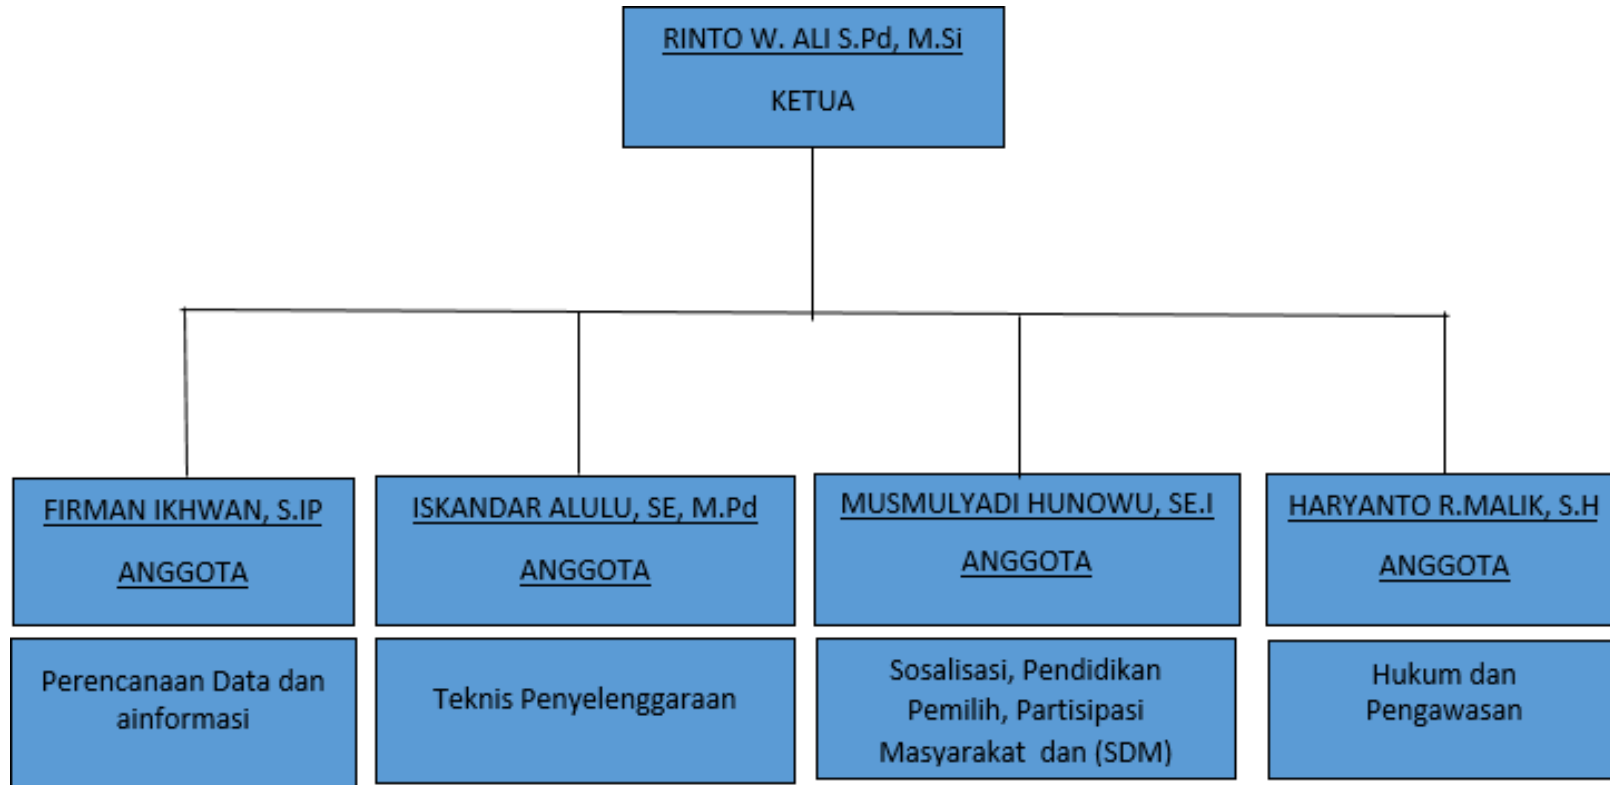 RINTO W. ALI S.Pd, M.Si
KETUA
FIRMAN IKHWAN, S.IP
ANGGOTA
Perencanaan Data dan
ainformasi
ISKANDAR ALULU, SE, M.Pd
ANGGOTA
Teknis Penyelenggaraan
MUSMULYADI HUNOWU, SE.I
ANGGOTA
Sosalisasi, Pendidikan
Pemilih, Partisipasi
Masyarakat dan (SDM)
HARYANTO R.MALIK, S.H
ANGGOTA
Hukum dan
Pengawasan